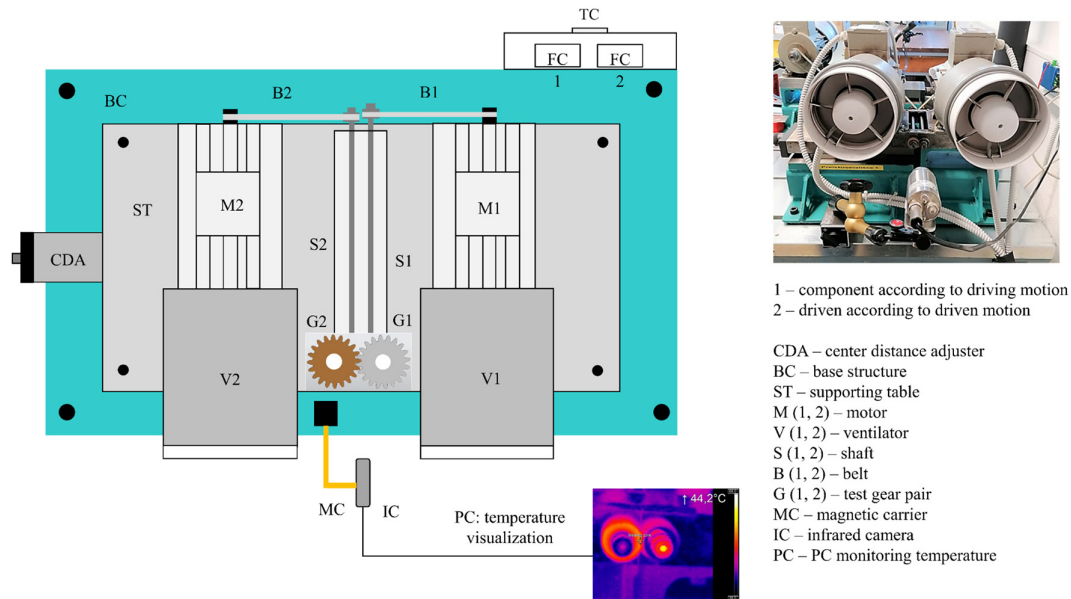 TC
FC FC
1 2
BC
B2 B1
ST
M2 M1
S2
CDA
S1
G2 G1
V2 V1
MC IC
PC: temperature
visualization
↑ 44,2°C
1 – component according to driving motion
2 – driven according to driven motion
CDA – center distance adjuster
BC – base structure
ST – supporting table
M (1, 2) – motor
V (1, 2) – ventilator
S (1, 2) – shaft
B (1, 2) – belt
G (1, 2) – test gear pair
MC – magnetic carrier
IC – infrared camera
PC – PC monitoring temperature